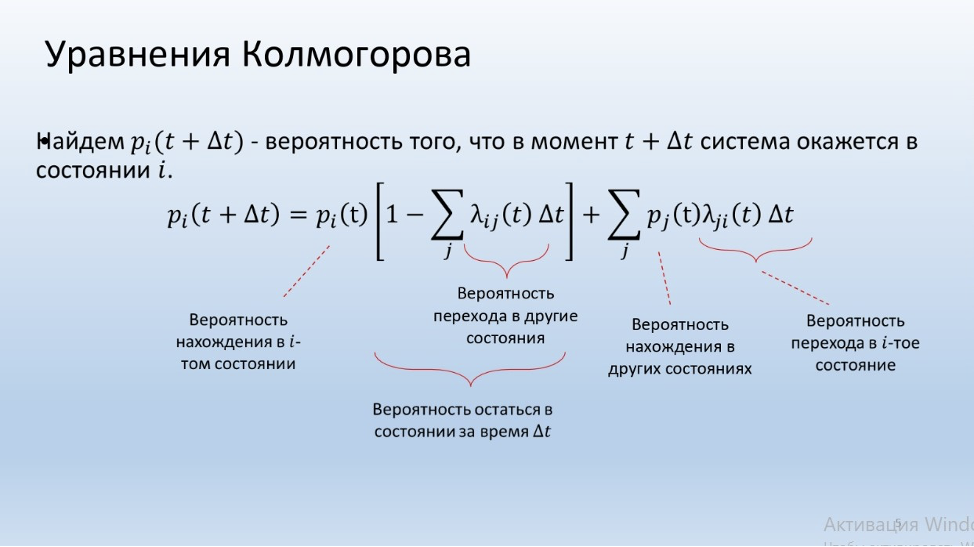 Уравнения Колмогорова
•Найдем 𝑝ᵢ(𝑡 + Δ𝑡) - вероятность того, что в момент 𝑡 + Δ𝑡 система окажется в
состоянии 𝑖.
𝑝ᵢ(𝑡 + Δ𝑡) = 𝑝ᵢ(t) [1 − ∑ⱼ λᵢⱼ(𝑡) Δ𝑡] + ∑ⱼ 𝑝ⱼ(t)λⱼᵢ(𝑡) Δ𝑡
Вероятность
нахождения в 𝑖-
том состоянии
Вероятность
перехода в другие
состояния
Вероятность остаться в
состоянии за время Δ𝑡
Вероятность
нахождения в
других состояниях
Вероятность
перехода в 𝑖-тое
состояние
5
Активация Windo